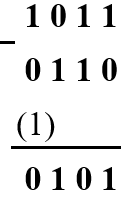 1 0 1 1
-
0 1 1 0
(1)
0 1 0 1